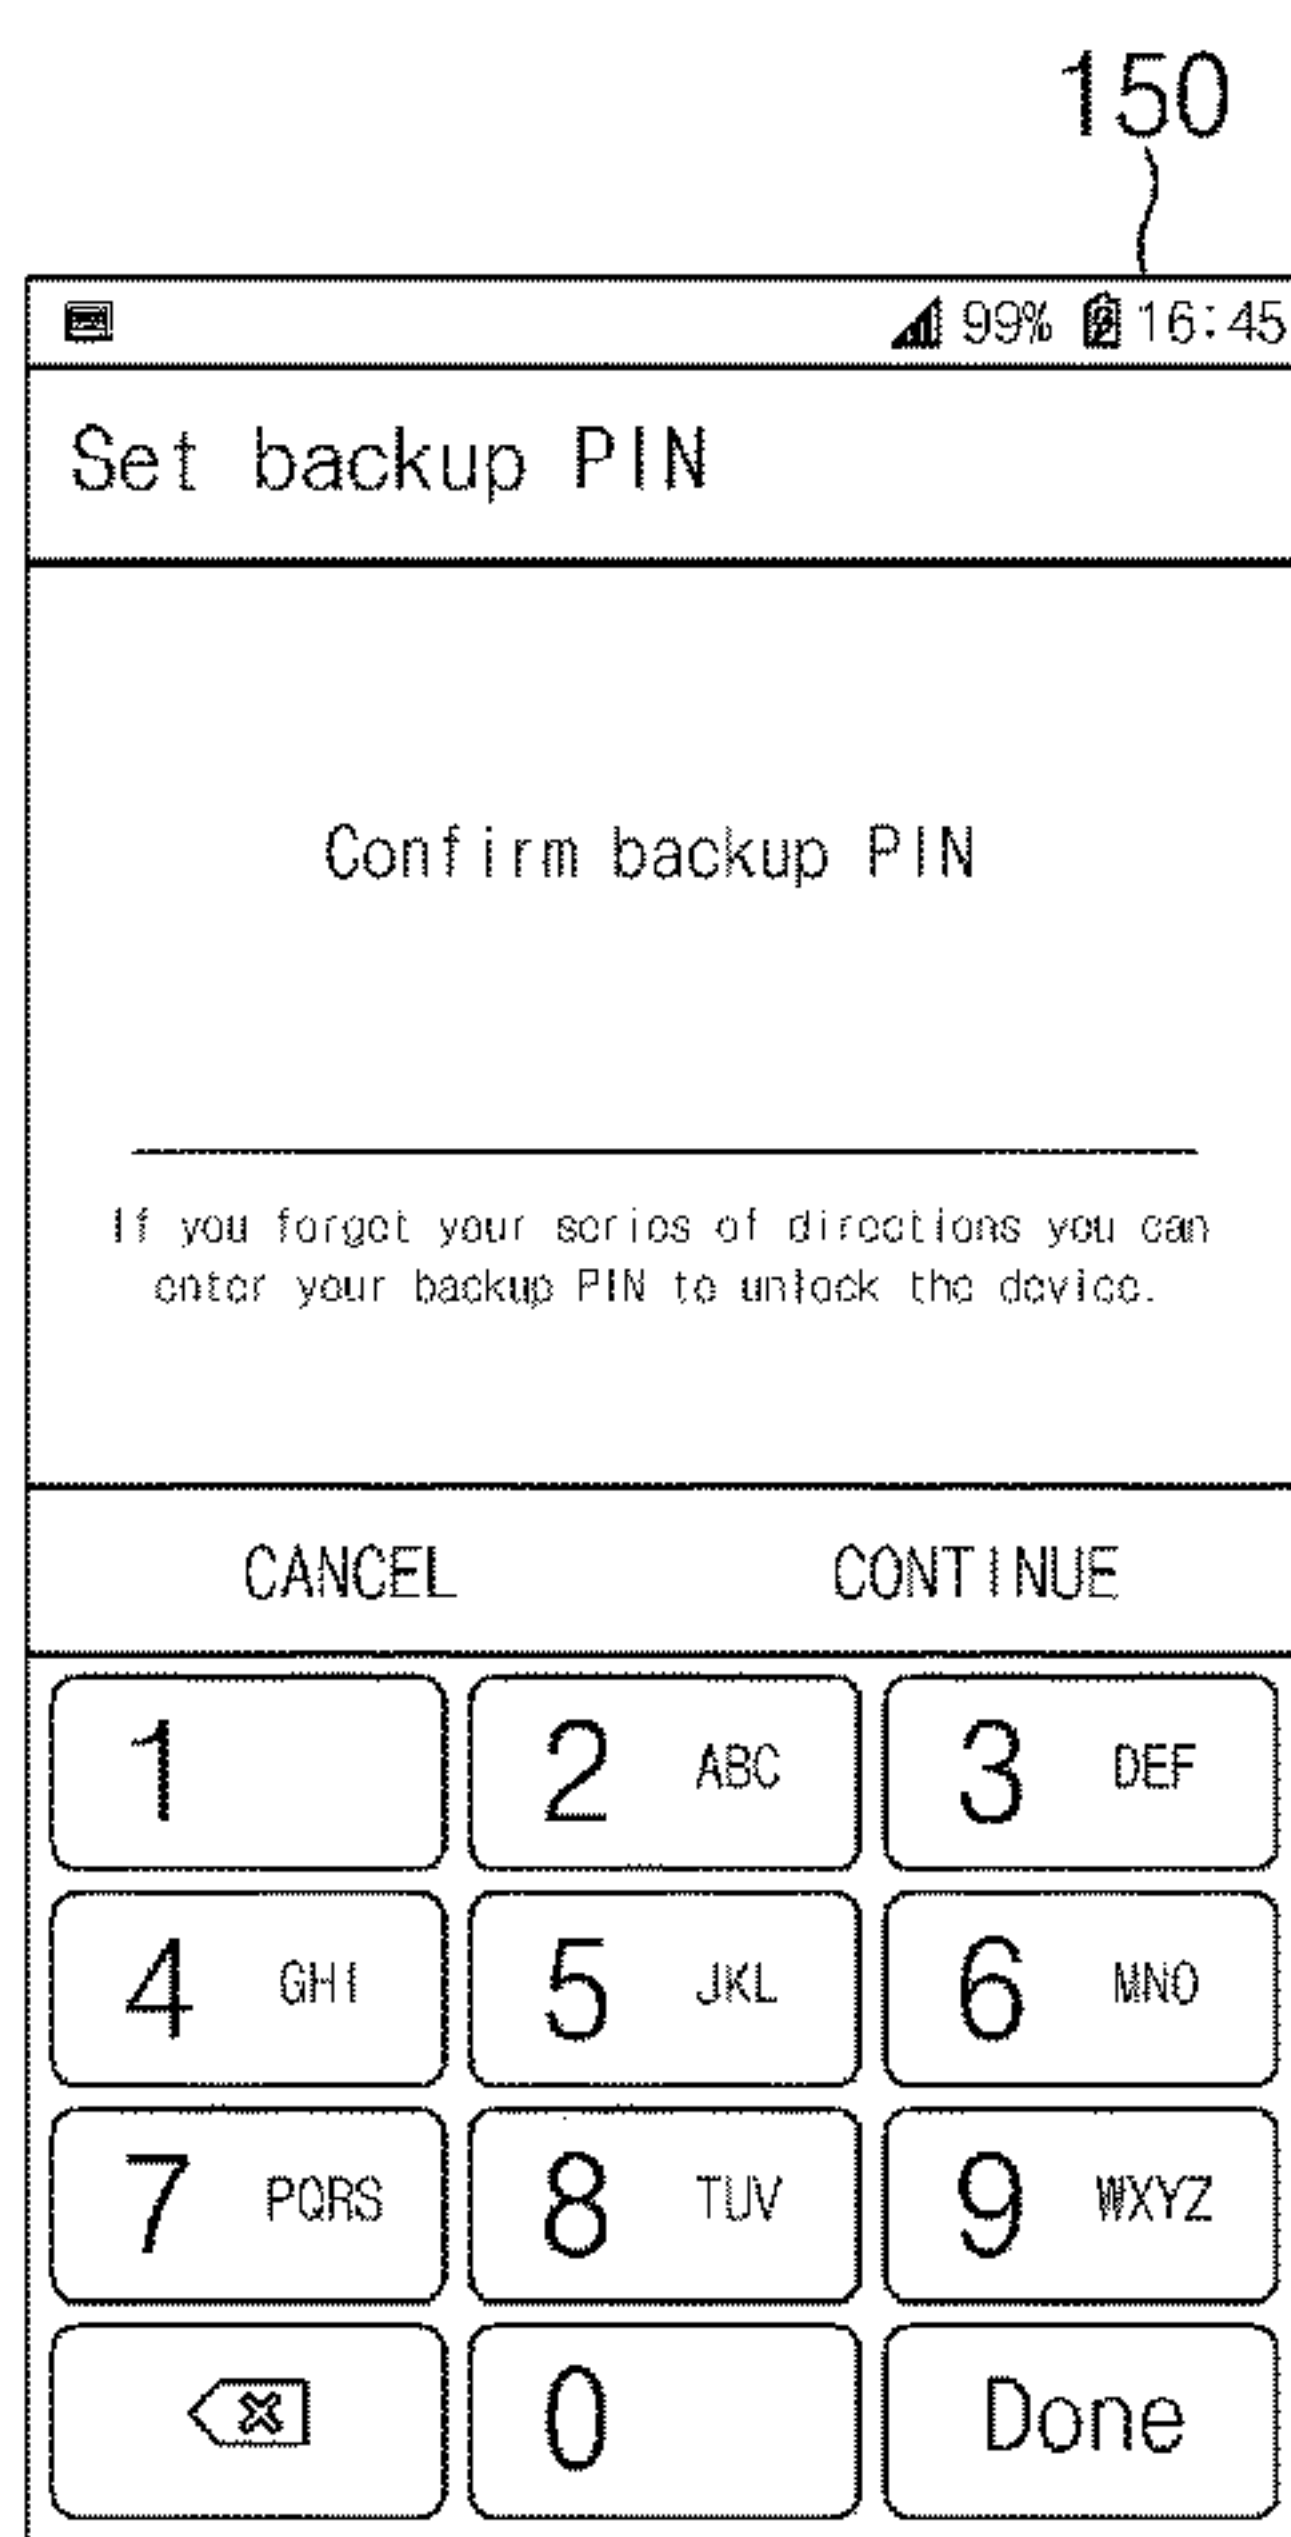 150
99% 16:45
Set backup PIN
Confirm backup PIN
If you forget your series of directions you can
enter your backup PIN to unlock the device.
CANCEL CONTINUE
1 2 ABC 3 DEF
4 GHI 5 JKL 6 MNO
7 PQRS 8 TUV 9 WXYZ
0 Done